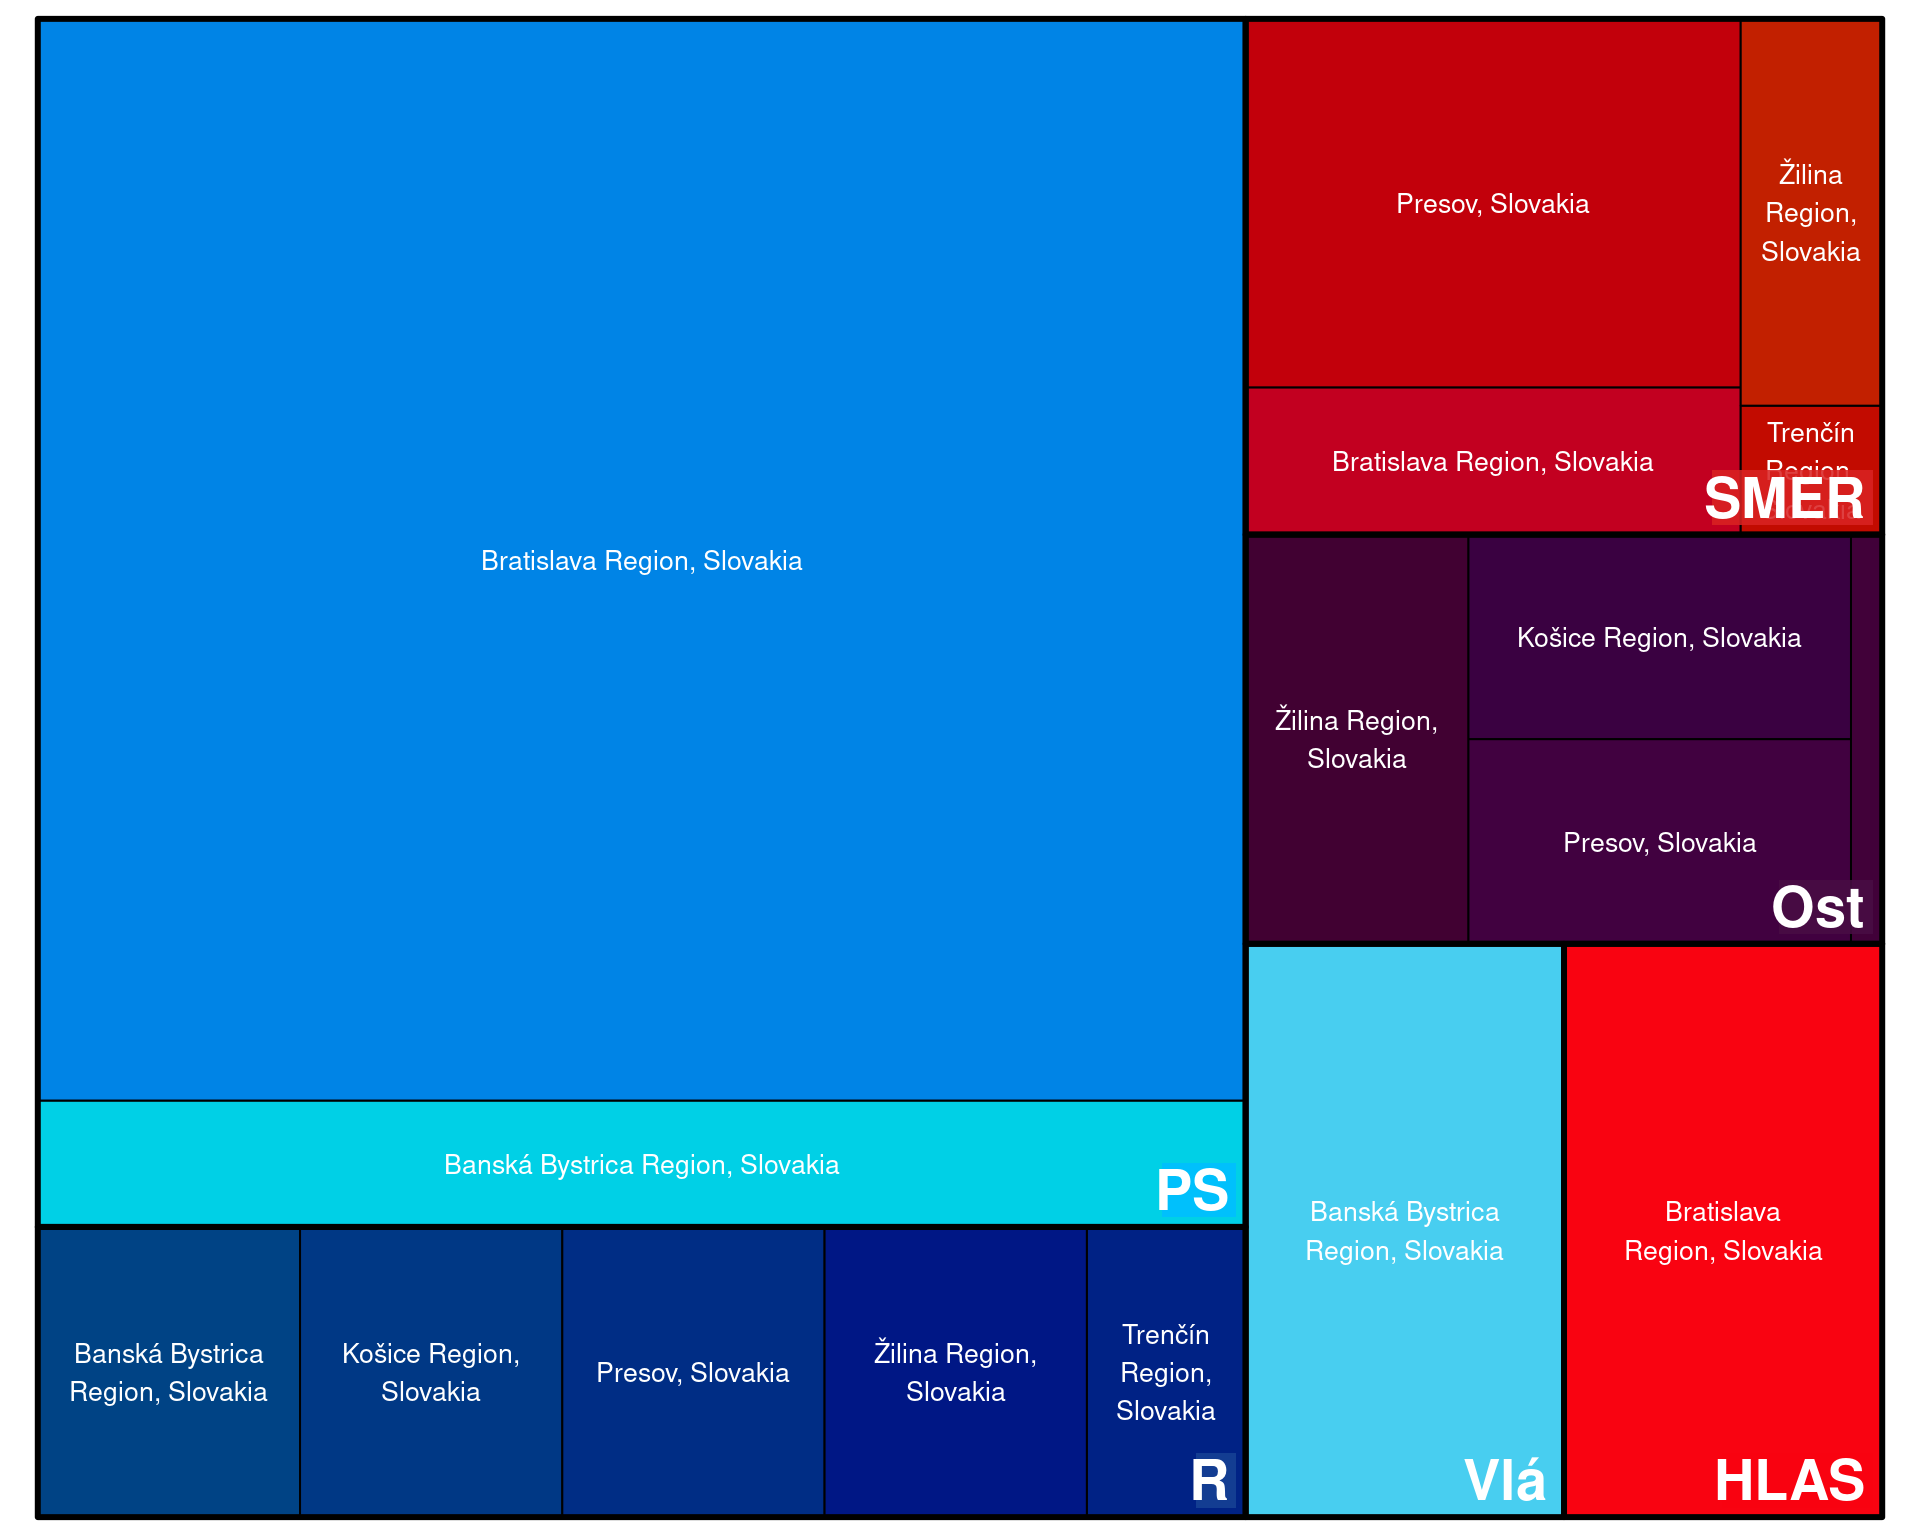 Bratislava Region, Slovakia
Banská Bystrica Region, Slovakia
PS
Banská Bystrica
Region, Slovakia
Košice Region,
Slovakia
Presov, Slovakia
Žilina Region,
Slovakia
Trenčín
Region,
Slovakia
R
Presov, Slovakia
Žilina
Region,
Slovakia
Bratislava Region, Slovakia
Trenčín
Region,
SMER
Žilina Region,
Slovakia
Košice Region, Slovakia
Presov, Slovakia
Ost
Banská Bystrica
Region, Slovakia
Vlá
Bratislava
Region, Slovakia
HLAS